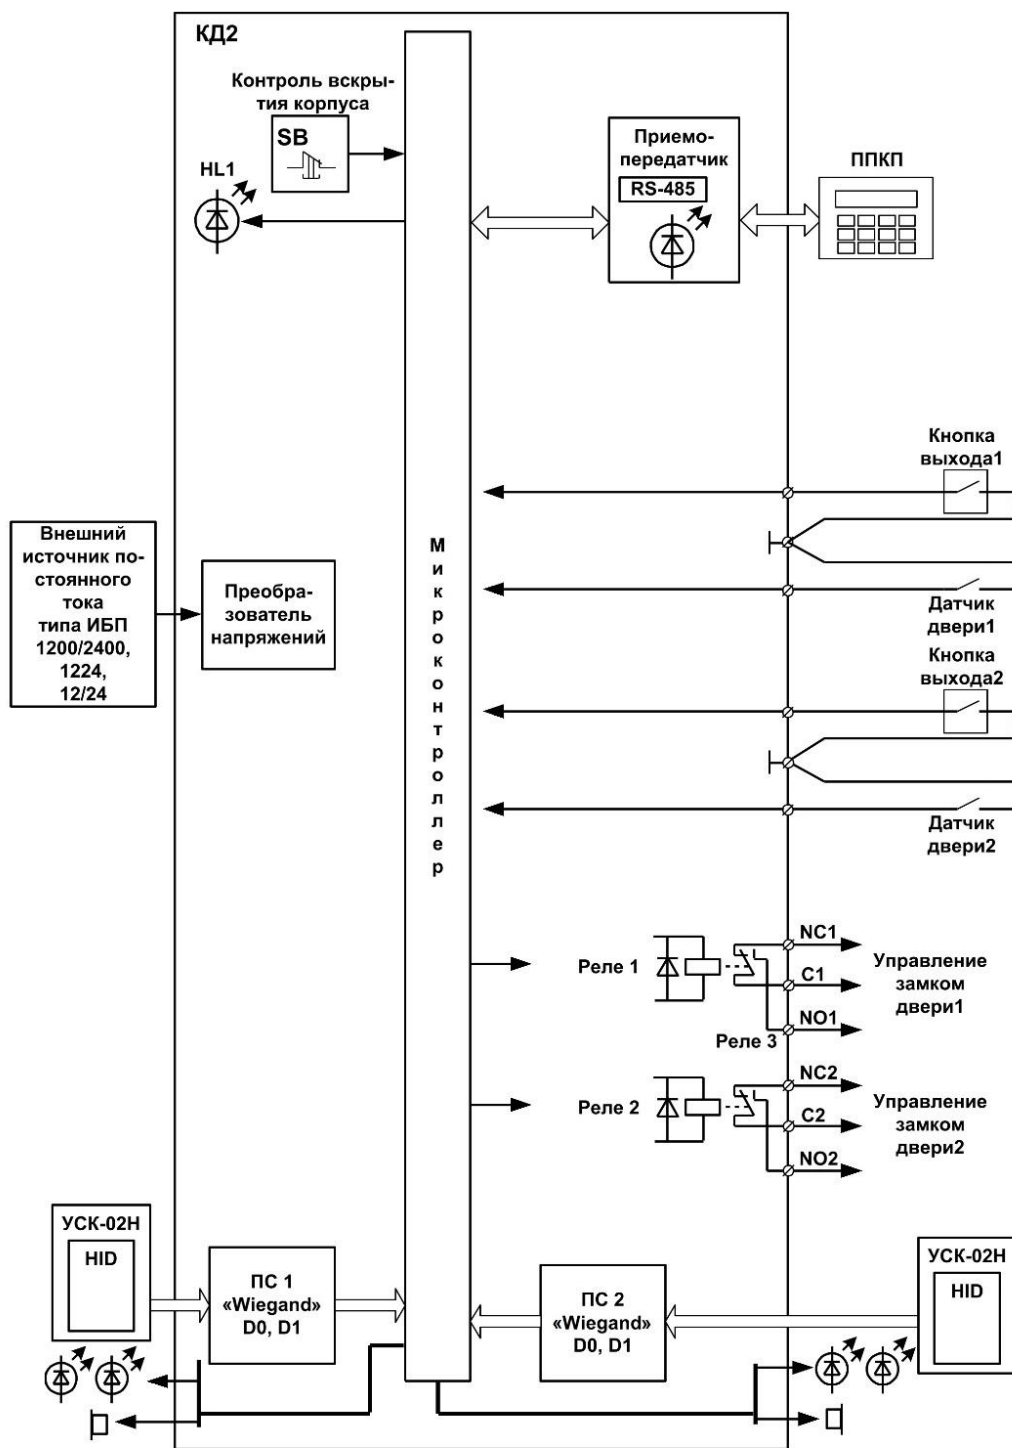 КД2
Контроль вскры-
тия корпуса
SB
HL1
Приемо-
передатчик
RS-485
ППКП
Кнопка
выхода1
Датчик
двери1
Кнопка
выхода2
Датчик
двери2
Внешний
источник по-
стоянного
тока
типа ИБП
1200/2400,
1224,
12/24
Преобра-
зователь
напряжений
Микроконтроллер
Реле 1
NC1
C1
NO1
Управление
замком
двери1
Реле 3
Реле 2
NC2
C2
NO2
Управление
замком
двери2
УСК-02Н
HID
ПС 1
«Wiegand»
D0, D1
ПС 2
«Wiegand»
D0, D1
УСК-02Н
HID